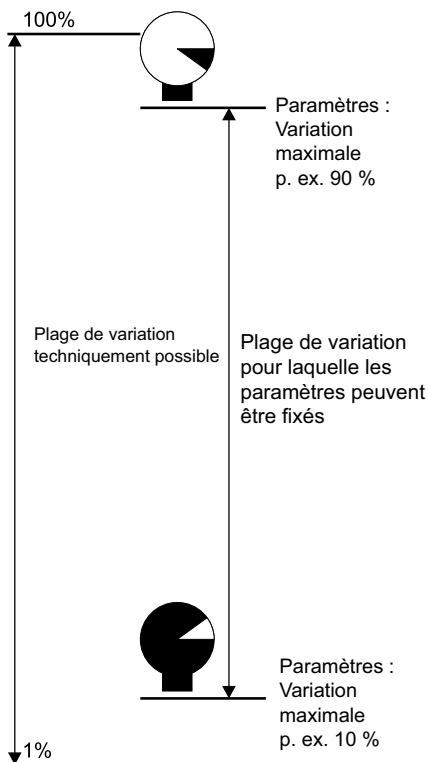 100%
Paramètres :
Variation
maximale
p. ex. 90 %
Plage de variation
techniquement possible
Plage de variation
pour laquelle les
paramètres peuvent
être fixés
Paramètres :
Variation
maximale
p. ex. 10 %
1%